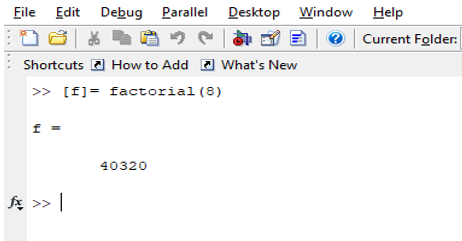 File Edit Debug Parallel Desktop Window Help
Current Folder:
Shortcuts How to Add What's New
>> [f]= factorial(8)
f =
40320
fx >>